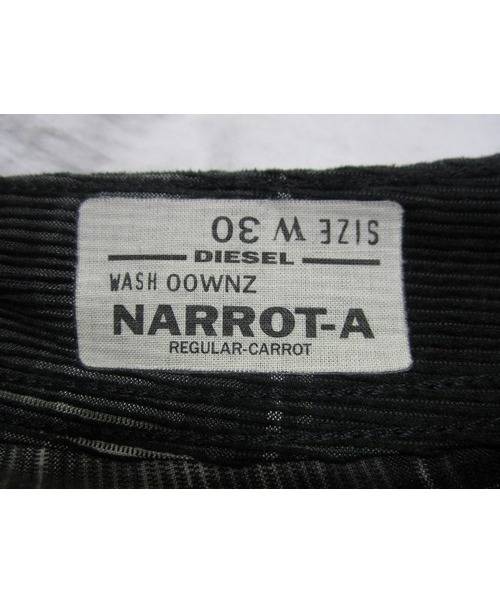 SIZE W 30
DIESEL
WASH OOWNZ
NARROT-A
REGULAR-CARROT